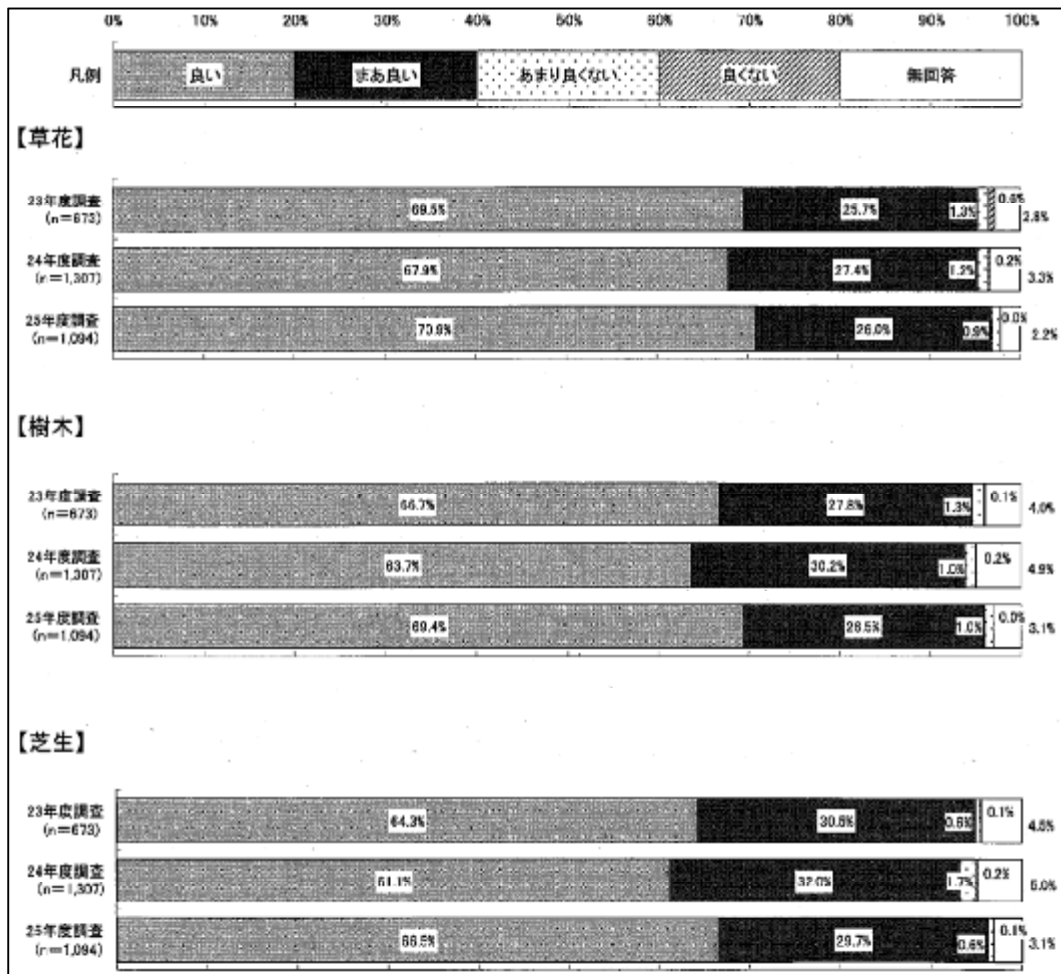 0% 10% 20% 30% 40% 50% 60% 70% 80% 90% 100%
凡例 良い まあ良い あまり良くない 良くない 無回答
【草花】
23年度調査 69.5% 25.7% 1.3% 0.6% 2.8%
(n=673)
24年度調査 67.9% 27.4% 1.2% 0.2% 3.3%
(n=1,307)
25年度調査 70.9% 26.0% 0.9% 0.0% 2.2%
(n=1,094)
【樹木】
23年度調査 66.7% 27.8% 1.3% 0.1% 4.0%
(n=673)
24年度調査 63.7% 30.2% 1.0% 0.2% 4.9%
(n=1,307)
25年度調査 69.4% 26.5% 1.0% 0.0% 3.1%
(n=1,094)
【芝生】
23年度調査 64.3% 0.6% 0.1% 4.5%
(n=673)
24年度調査 61.1% 32.0% 1.7% 0.2% 5.0%
(n=1,307)
25年度調査 66.5% 29.7% 0.6% 0.1% 3.1%
(n=1,094)